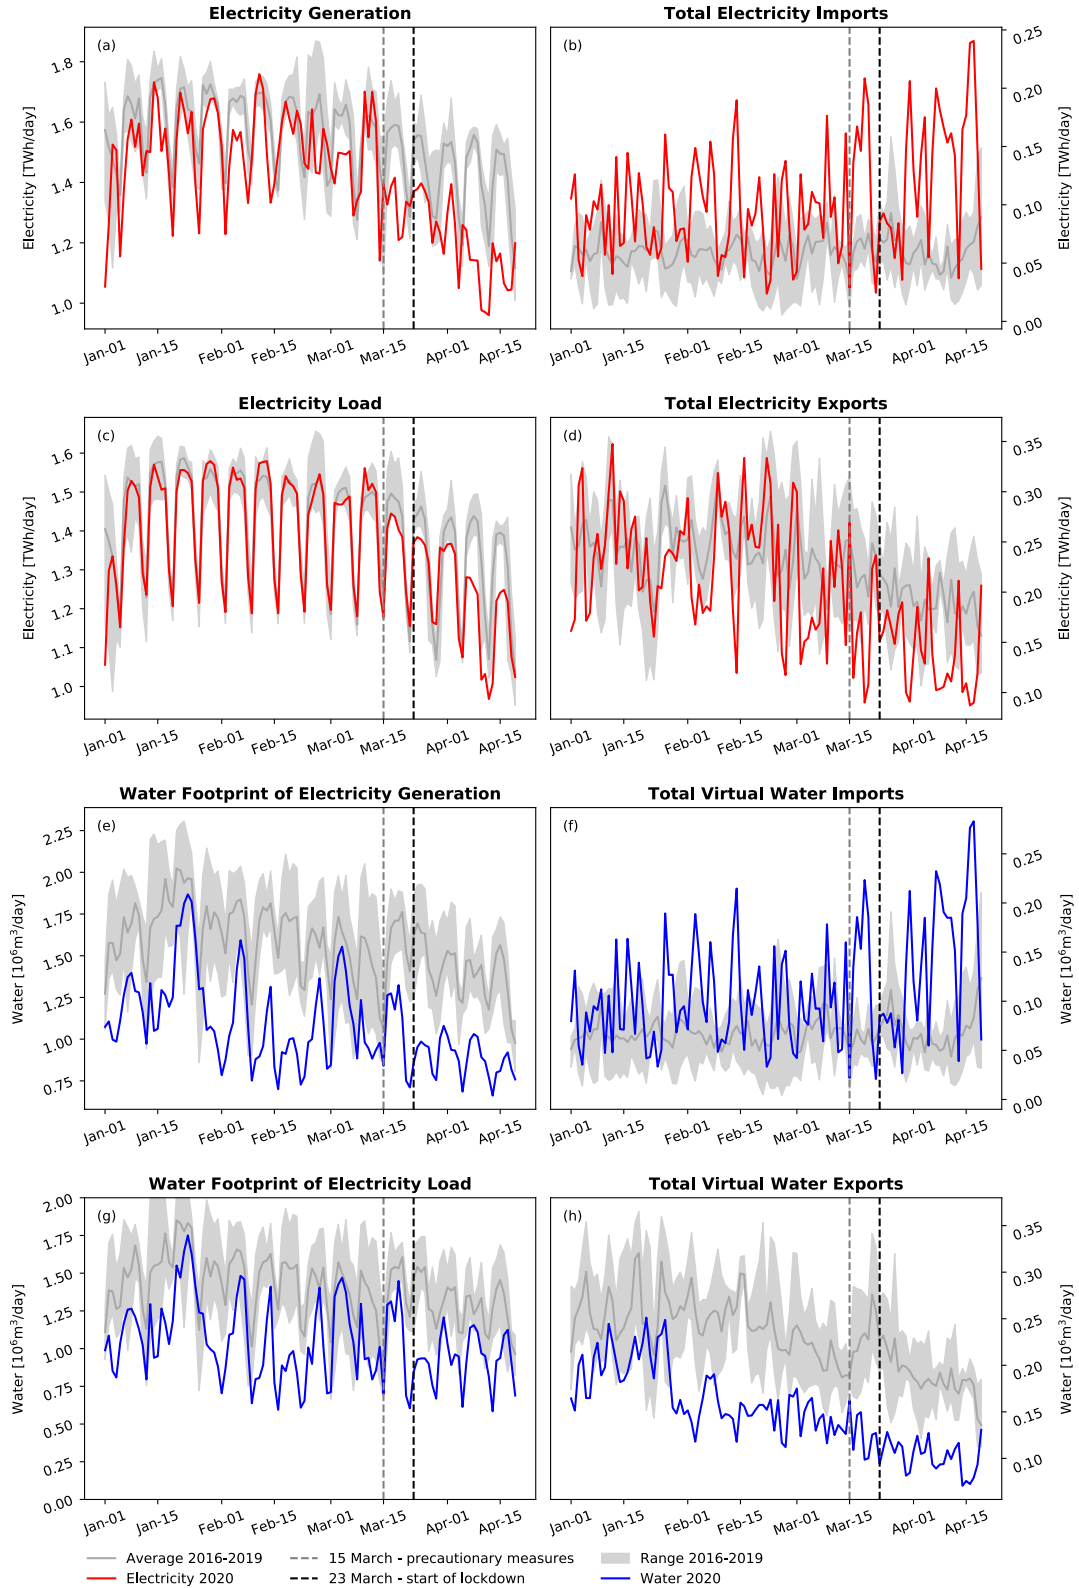 Electricity Generation
Total Electricity Imports
(a)
(b)
Electricity [TWh/day]
1.8
1.6
1.4
1.2
1.0
Jan-01 Jan-15 Feb-01 Feb-15 Mar-01 Mar-15 Apr-01 Apr-15
0.25
0.20
0.15
0.10
0.05
0.00
Electricity [TWh/day]
Jan-01 Jan-15 Feb-01 Feb-15 Mar-01 Mar-15 Apr-01 Apr-15
Electricity Load
Total Electricity Exports
(c)
(d)
Electricity [TWh/day]
1.6
1.5
1.4
1.3
1.2
1.1
1.0
Jan-01 Jan-15 Feb-01 Feb-15 Mar-01 Mar-15 Apr-01 Apr-15
0.35
0.30
0.25
0.20
0.15
0.10
Electricity [TWh/day]
Jan-01 Jan-15 Feb-01 Feb-15 Mar-01 Mar-15 Apr-01 Apr-15
Water Footprint of Electricity Generation
Total Virtual Water Imports
(e)
(f)
Water [10⁶m³/day]
2.25
2.00
1.75
1.50
1.25
1.00
0.75
Jan-01 Jan-15 Feb-01 Feb-15 Mar-01 Mar-15 Apr-01 Apr-15
0.25
0.20
0.15
0.10
0.05
0.00
Water [10⁶m³/day]
Jan-01 Jan-15 Feb-01 Feb-15 Mar-01 Mar-15 Apr-01 Apr-15
Water Footprint of Electricity Load
Total Virtual Water Exports
(g)
(h)
Water [10⁶m³/day]
2.00
1.75
1.50
1.25
1.00
0.75
0.50
0.25
0.00
Jan-01 Jan-15 Feb-01 Feb-15 Mar-01 Mar-15 Apr-01 Apr-15
0.35
0.30
0.25
0.20
0.15
0.10
Water [10⁶m³/day]
Jan-01 Jan-15 Feb-01 Feb-15 Mar-01 Mar-15 Apr-01 Apr-15
Average 2016-2019
15 March - precautionary measures
Range 2016-2019
Electricity 2020
23 March - start of lockdown
Water 2020